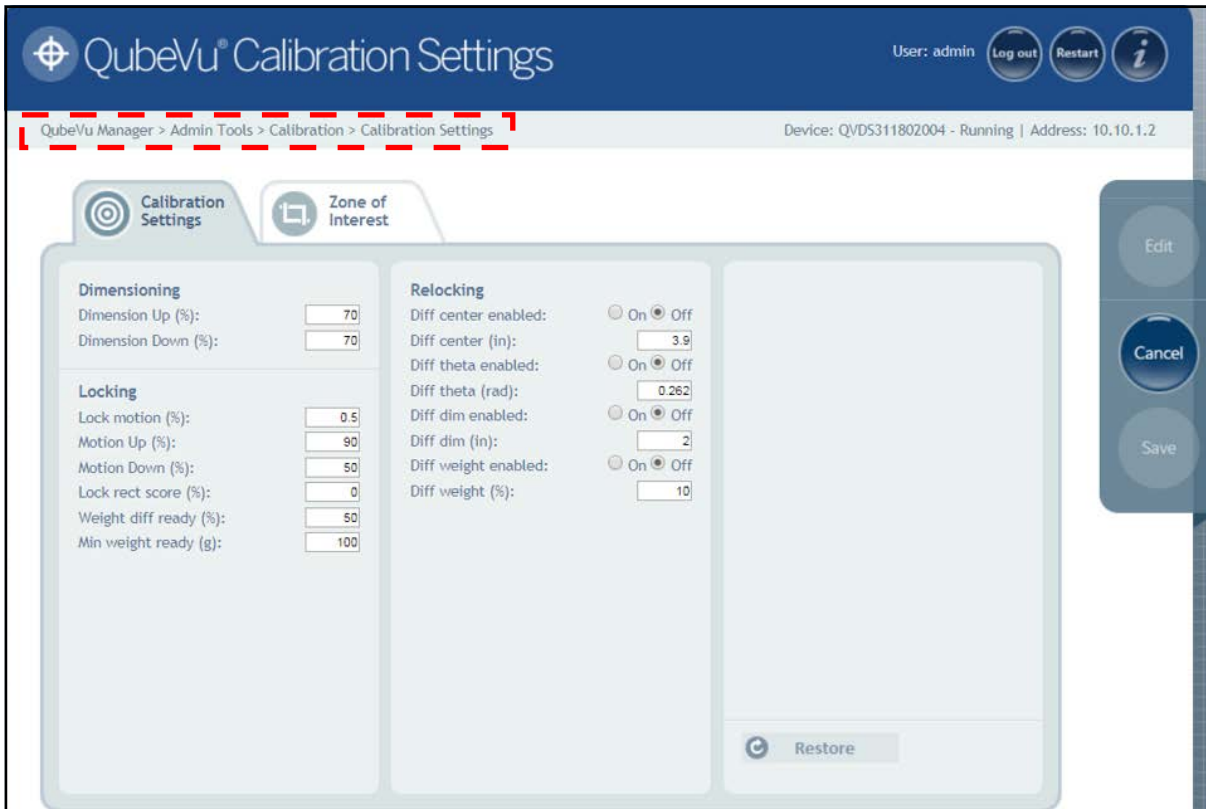 QubeVu® Calibration Settings
User: admin
Log out
Restart
i
QubeVu Manager > Admin Tools > Calibration > Calibration Settings
Device: QVDS311802004 - Running | Address: 10.10.1.2
Calibration
Settings
Zone of
Interest
Dimensioning
Dimension Up (%): 70
Dimension Down (%): 70
Locking
Lock motion (%): 0.5
Motion Up (%): 90
Motion Down (%): 50
Lock rect score (%): 0
Weight diff ready (%): 50
Min weight ready (g): 100
Relocking
Diff center enabled: On Off
Diff center (in): 3.9
Diff theta enabled: On Off
Diff theta (rad): 0.262
Diff dim enabled: On Off
Diff dim (in): 2
Diff weight enabled: On Off
Diff weight (%): 10
Restore
Edit
Cancel
Save